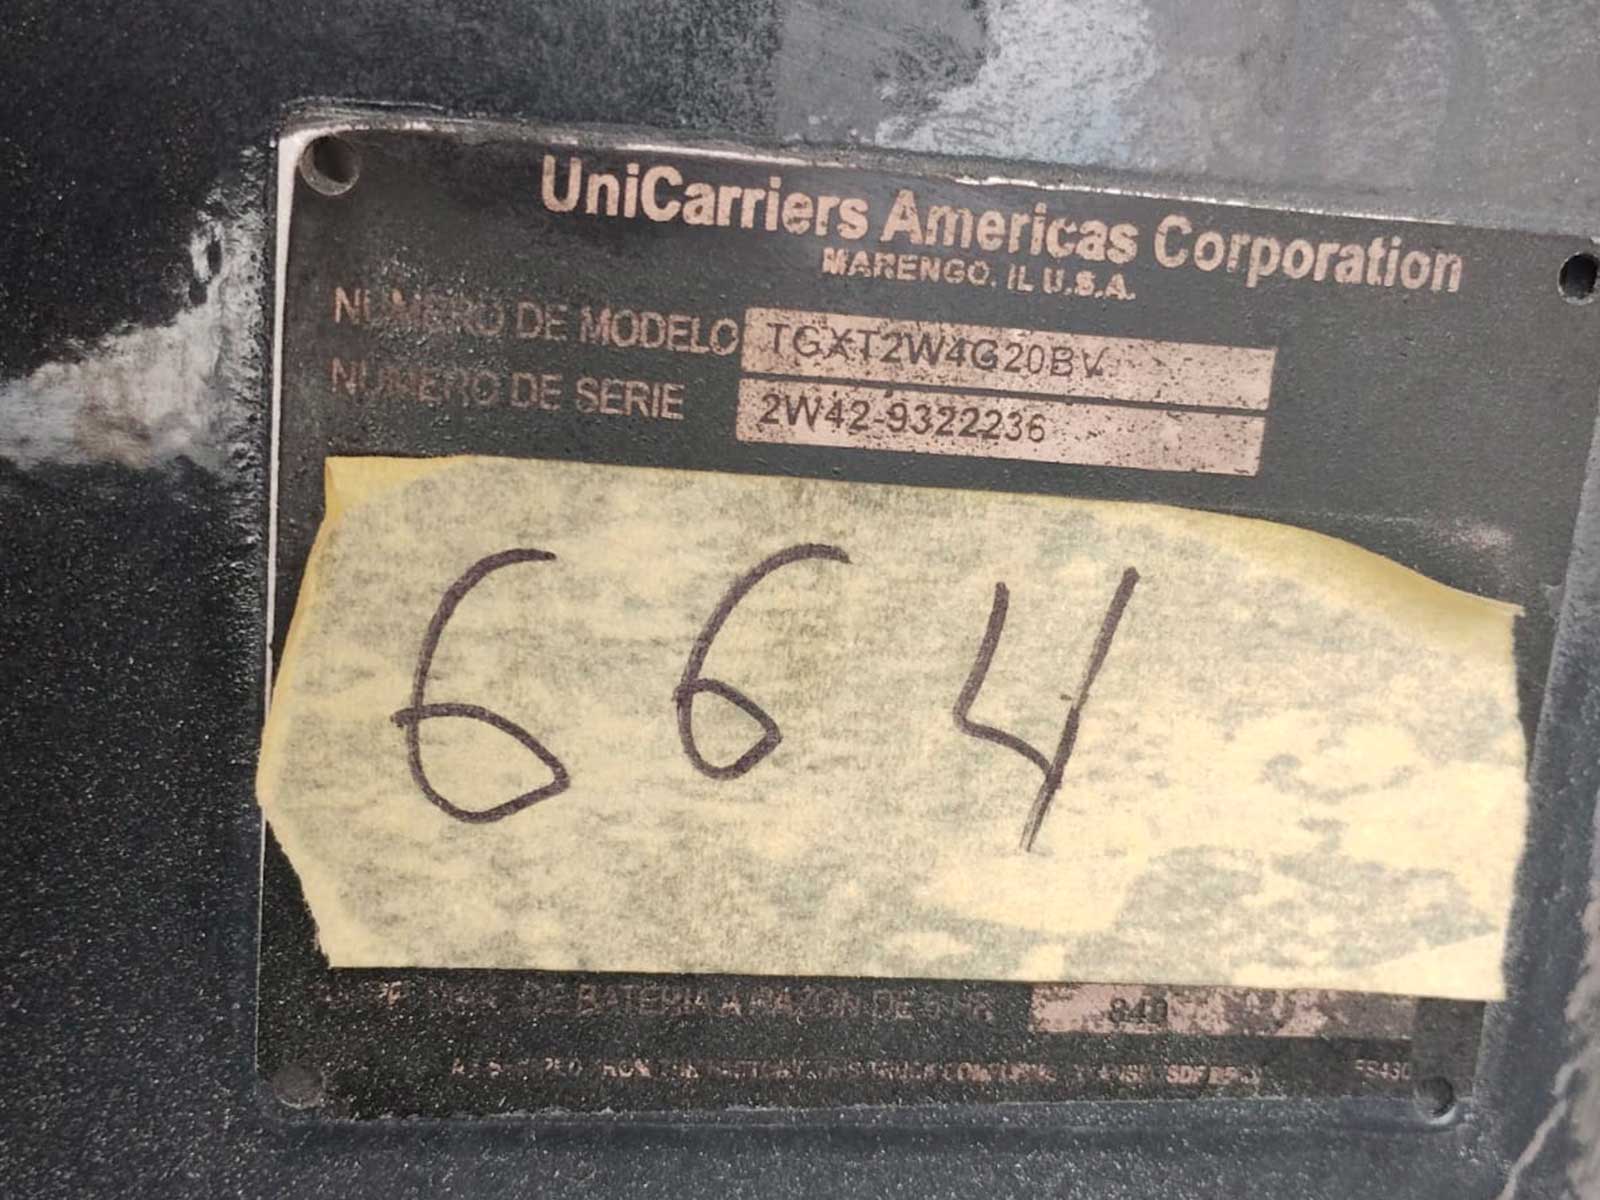 UniCarriers Americas Corporation
MARENGO, IL U.S.A.
NUMERO DE MODELO TGXT2W4G20BV
NUMERO DE SERIE 2W42-9322236
664
DE BATERIA A RAZON DE 6 HR. 840